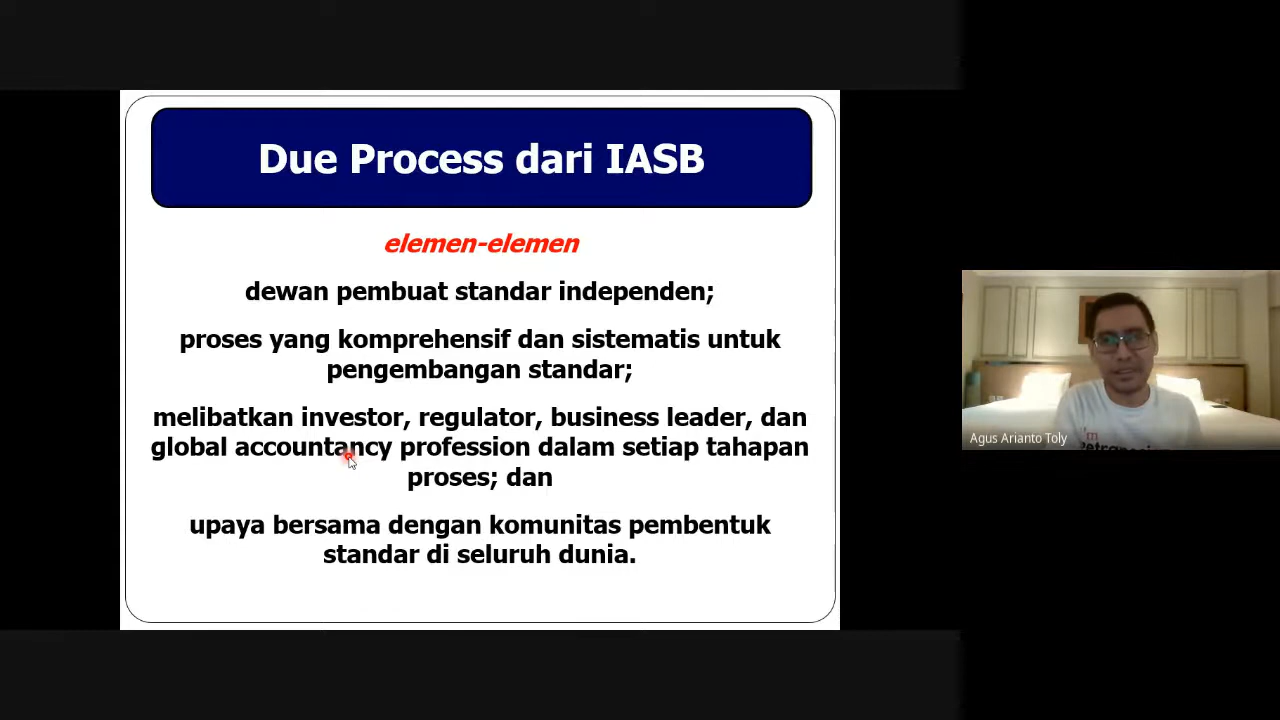 Due Process dari IASB
elemen-elemen
dewan pembuat standar independen;
proses yang komprehensif dan sistematis untuk
pengembangan standar;
melibatkan investor, regulator, business leader, dan
global accountancy profession dalam setiap tahapan
proses; dan
upaya bersama dengan komunitas pembentuk
standar di seluruh dunia.
Agus Arianto Toly
I'm